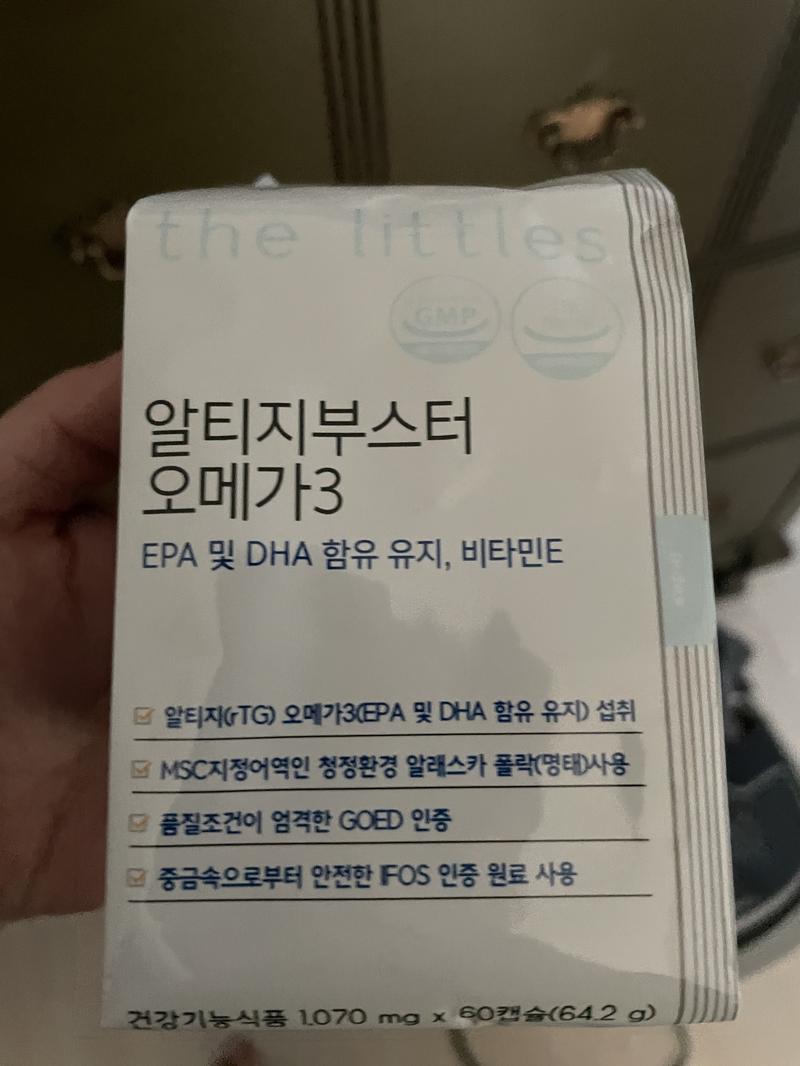 the littles
GMP
알티지부스터
오메가3
EPA 및 DHA 함유 유지, 비타민E
알티지(rTG) 오메가3(EPA 및 DHA 함유 유지) 섭취
MSC지정어역인 청정환경 알래스카 폴락(명태)사용
품질조건이 엄격한 GOED 인증
중금속으로부터 안전한 IFOS 인증 원료 사용
건강기능식품 1,070 mg x 60캡슐(64.2 g)